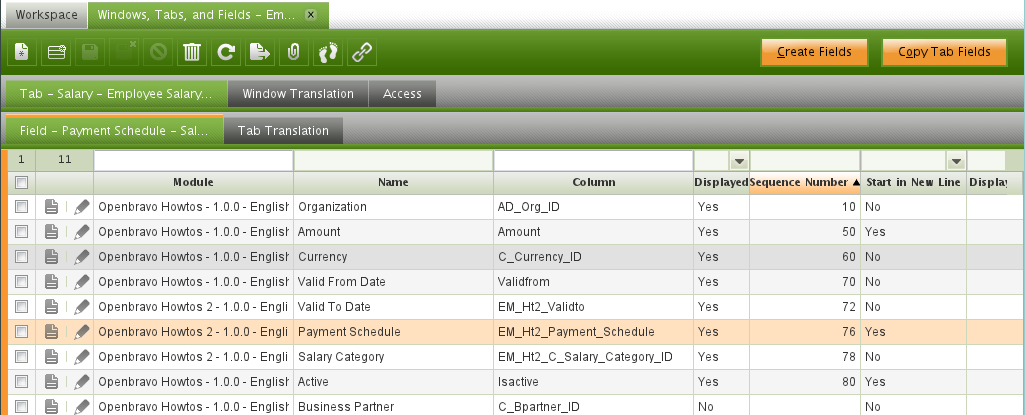 Workspace Windows, Tabs, and Fields - Em...
Create Fields Copy Tab Fields
Tab - Salary - Employee Salary... Window Translation Access
Field - Payment Schedule - Sal... Tab Translation
1 11
Module Name Column Displayed Sequence Number Start in New Line Display
Openbravo Howtos - 1.0.0 - English Organization AD_Org_ID Yes 10 No
Openbravo Howtos - 1.0.0 - English Amount Amount Yes 50 Yes
Openbravo Howtos - 1.0.0 - English Currency C_Currency_ID Yes 60 No
Openbravo Howtos - 1.0.0 - English Valid From Date Validfrom Yes 70 No
Openbravo Howtos 2 - 1.0.0 - Engli Valid To Date EM_Ht2_Validto Yes 72 No
Openbravo Howtos 2 - 1.0.0 - Engli Payment Schedule EM_Ht2_Payment_Schedule Yes 76 Yes
Openbravo Howtos 2 - 1.0.0 - Engli Salary Category EM_Ht2_C_Salary_Category_ID Yes 78 No
Openbravo Howtos - 1.0.0 - English Active Isactive Yes 80 Yes
Openbravo Howtos - 1.0.0 - English Business Partner C_Bpartner_ID No No